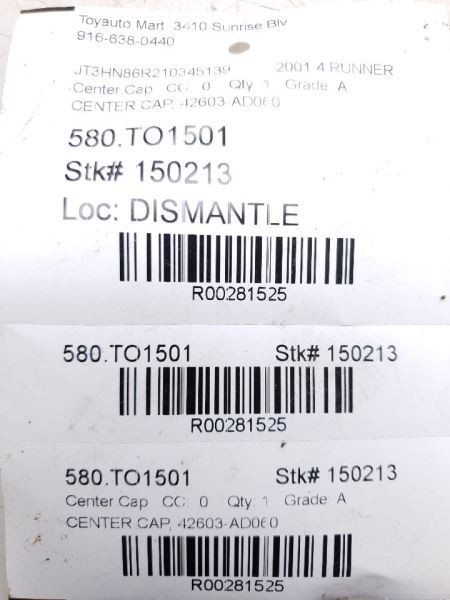 Toyauto Mart 3410 Sunrise Blv
916-638-0440
JT3HN86R210345139 2001 4 RUNNER
Center Cap CC: 0 Qty 1 Grade A
CENTER CAP, 42603-AD060
580.TO1501
Stk# 150213
Loc: DISMANTLE
R00281525
580.TO1501 Stk# 150213
R00281525
580.TO1501 Stk# 150213
Center Cap CC: 0 Qty: 1 Grade A
CENTER CAP, 42603-AD060
R00281525